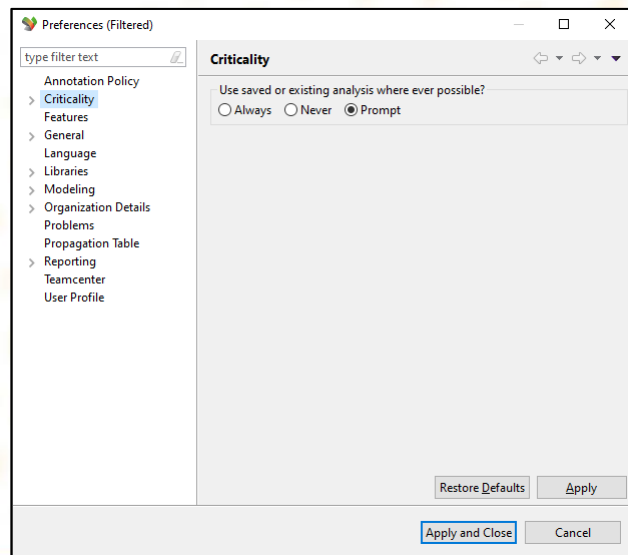 Preferences (Filtered)
type filter text
Annotation Policy
Criticality
Features
General
Language
Libraries
Modeling
Organization Details
Problems
Propagation Table
Reporting
Teamcenter
User Profile
Criticality
Use saved or existing analysis where ever possible?
Always Never Prompt
Restore Defaults Apply
Apply and Close Cancel